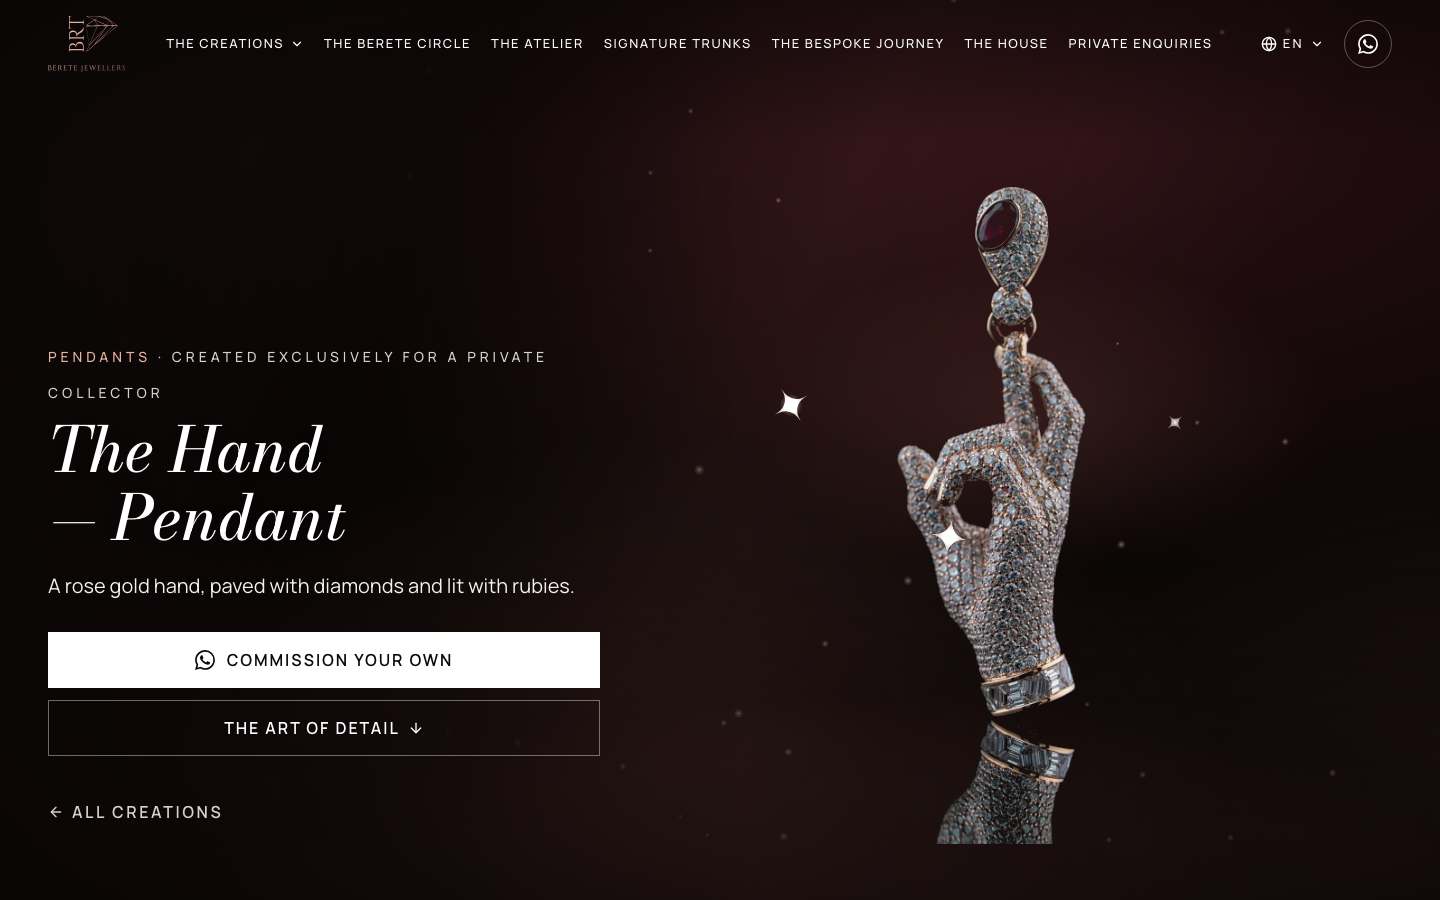 BRT
BERETE JEWELLERS
THE CREATIONS
THE BERETE CIRCLE
THE ATELIER
SIGNATURE TRUNKS
THE BESPOKE JOURNEY
THE HOUSE
PRIVATE ENQUIRIES
EN
PENDANTS · CREATED EXCLUSIVELY FOR A PRIVATE
COLLECTOR
The Hand
— Pendant
A rose gold hand, paved with diamonds and lit with rubies.
COMMISSION YOUR OWN
THE ART OF DETAIL ↓
← ALL CREATIONS